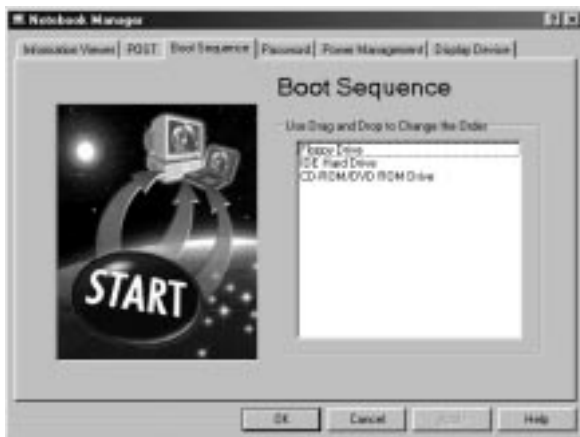 Notebook Manager
Information Viewer POST Boot Sequence Password Power Management Display Device
Boot Sequence
Use Drag and Drop to Change the Order
Floppy Drive
IDE Hard Drive
CD-ROM/DVD ROM Drive
START
OK Cancel Help